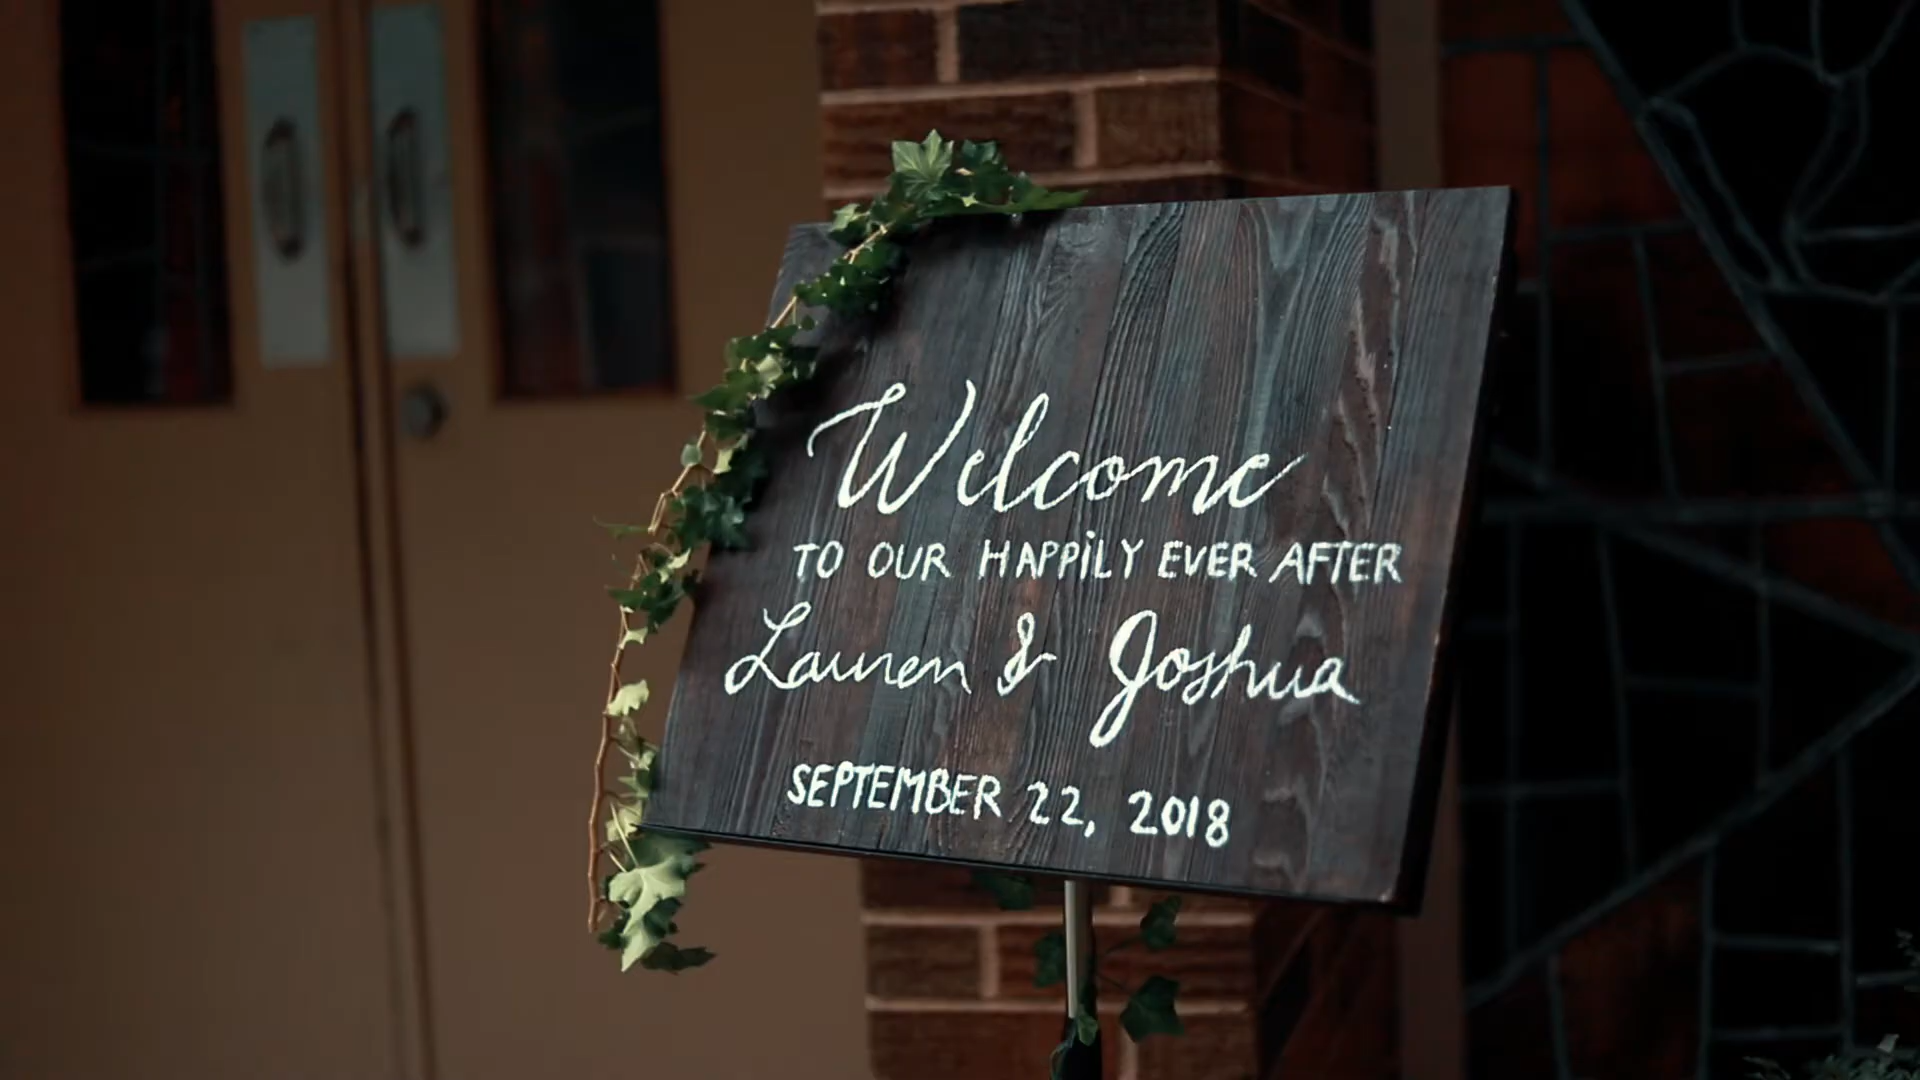 Welcome
TO OUR HAPPiLY EVER AFTER
Lauren & Joshua
SEPTEMBER 22, 2018